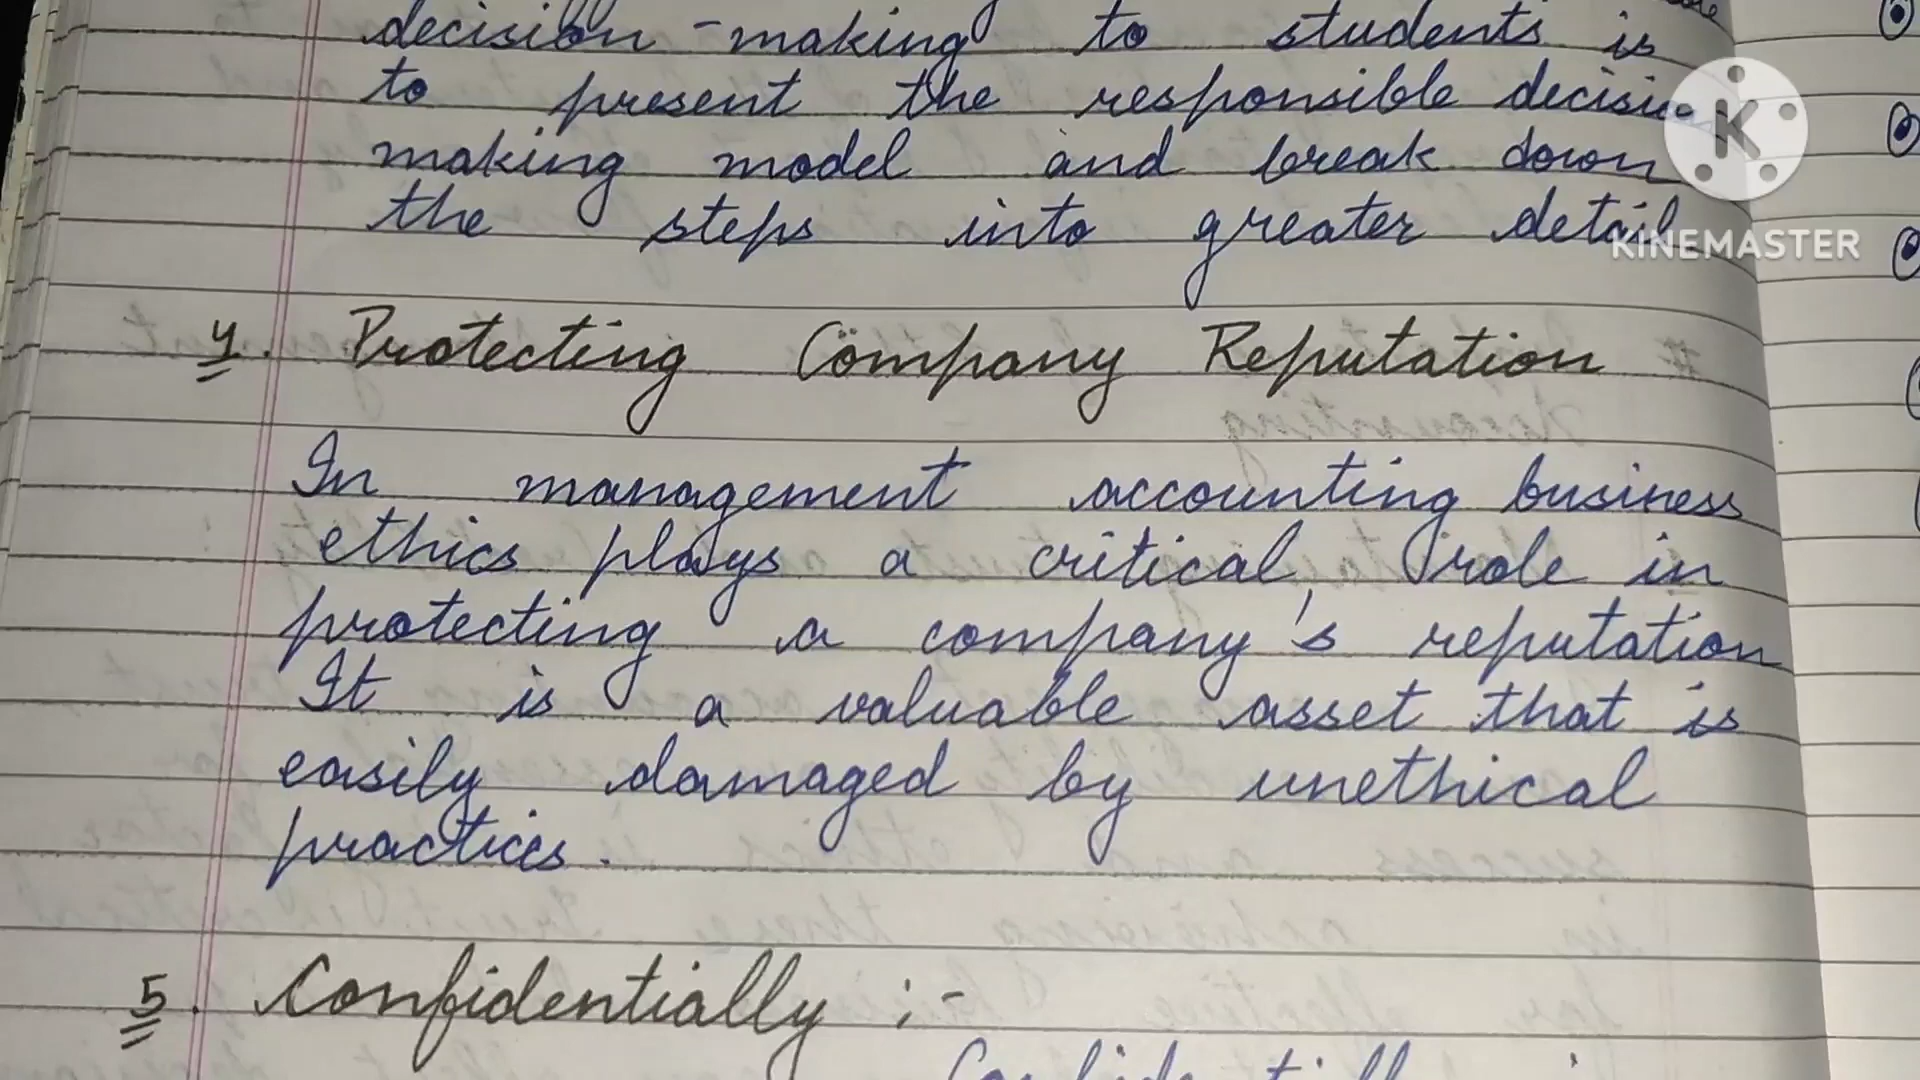 decision-making to students is
to present the responsible decisio
making model and break down
the steps into greater detail
KINEMASTER
4. Protecting Company Reputation
In management accounting business
ethics plays a critical role in
protecting a company's reputation
It is a valuable asset that is
easily damaged by unethical
practices.
5. Confidentially :-